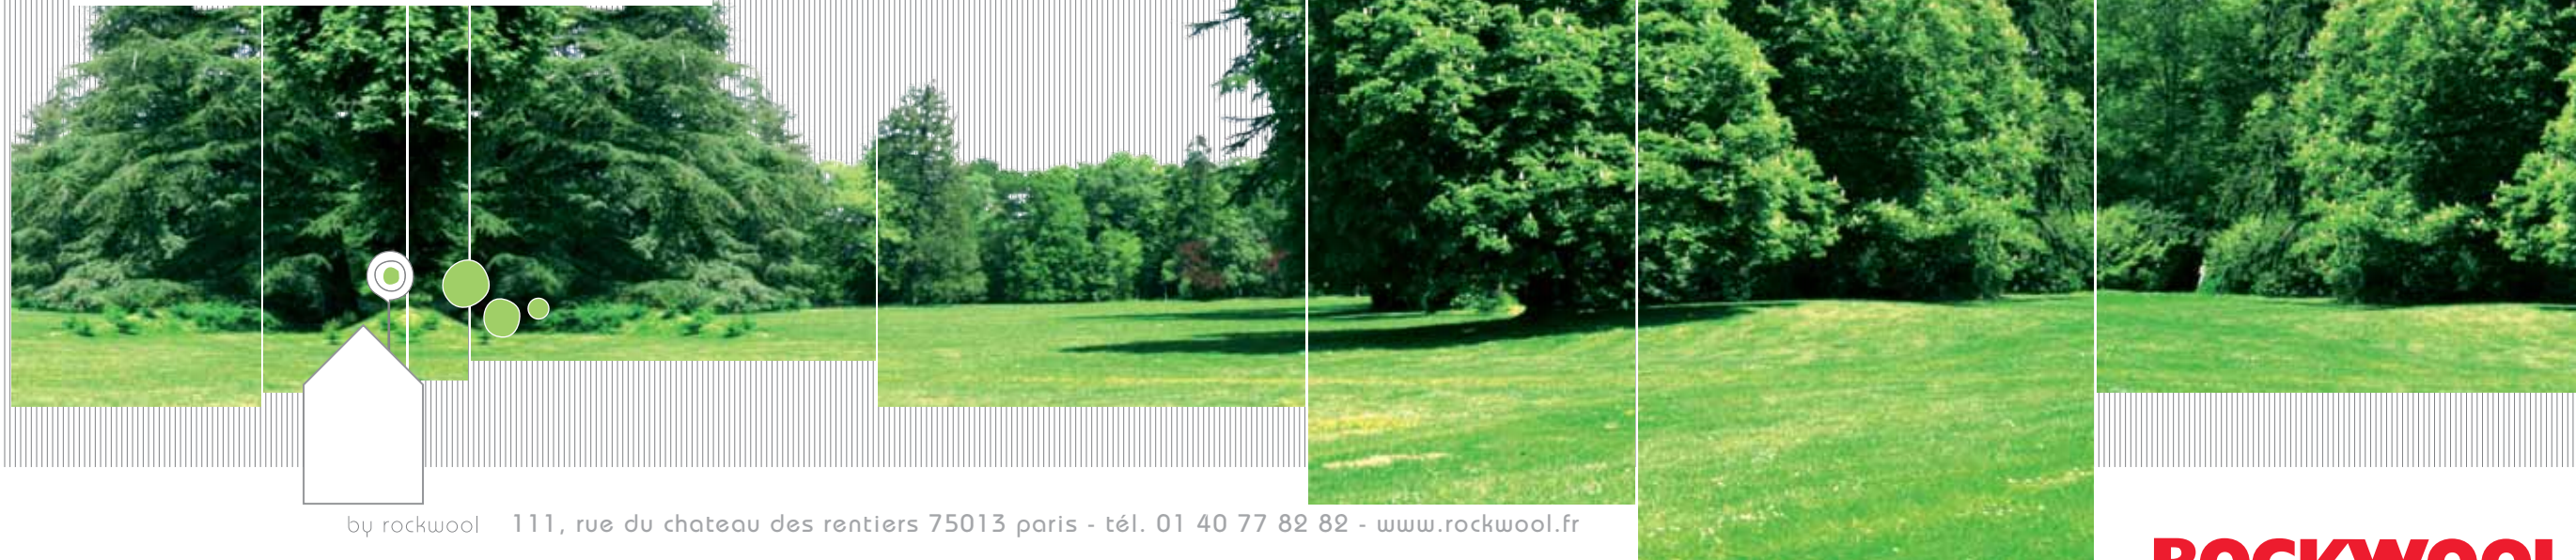 by rockwool 111, rue du chateau des rentiers 75013 paris - tél. 01 40 77 82 82 - www.rockwool.fr
ROCKWOOL